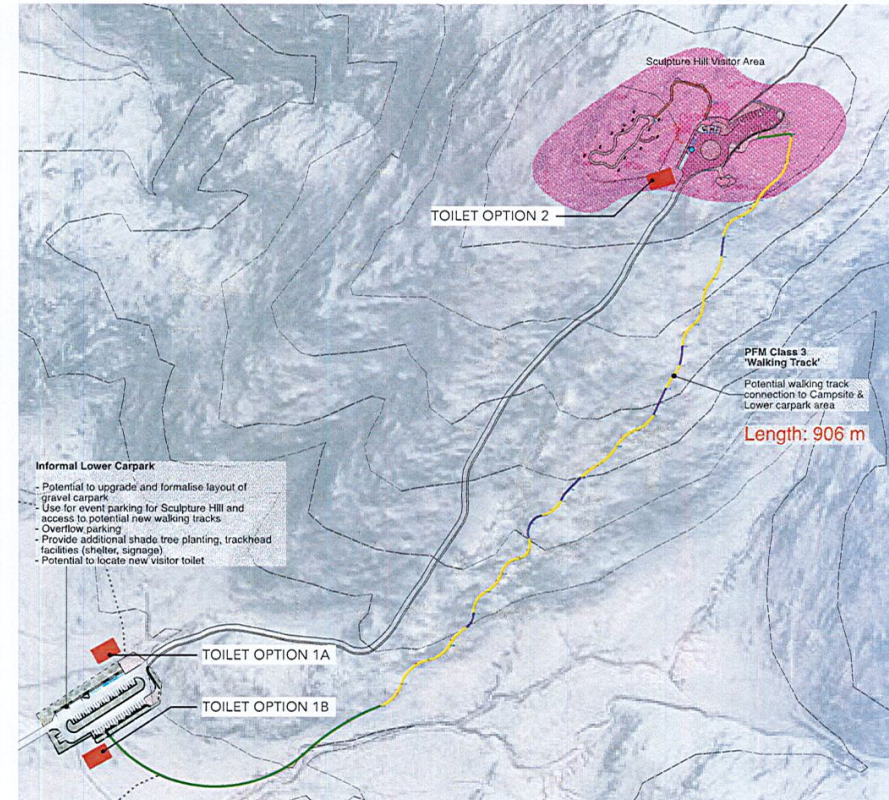 Sculpture Hill Visitor Area
TOILET OPTION 2
PFM Class 3
'Walking Track'
Potential walking track
connection to Campsite &
Lower carpark area
Length: 906 m
Informal Lower Carpark
- Potential to upgrade and formalise layout of
gravel carpark
- Use for event parking for Sculpture Hill and
access to potential new walking tracks
- Overflow parking
- Provide additional shade tree planting, trackhead
facilities (shelter, signage)
- Potential to locate new visitor toilet
TOILET OPTION 1A
TOILET OPTION 1B